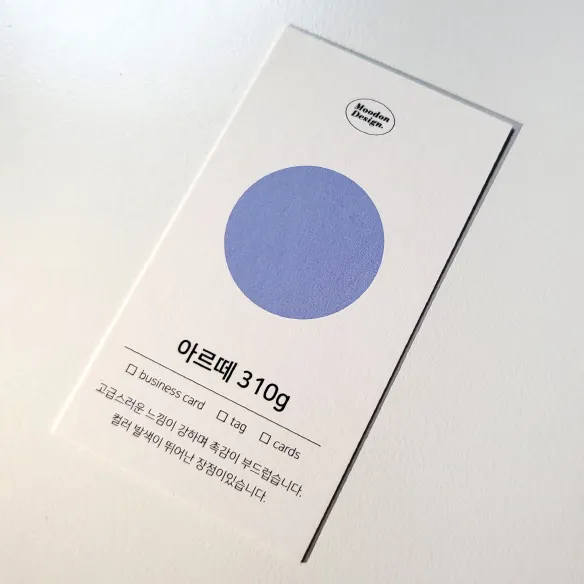 Moodon
Design.
아르떼 310g
□ business card □ tag □ cards
고급스러운 느낌이 강하며 촉감이 부드럽습니다.
컬러 발색이 뛰어난 장점이있습니다.